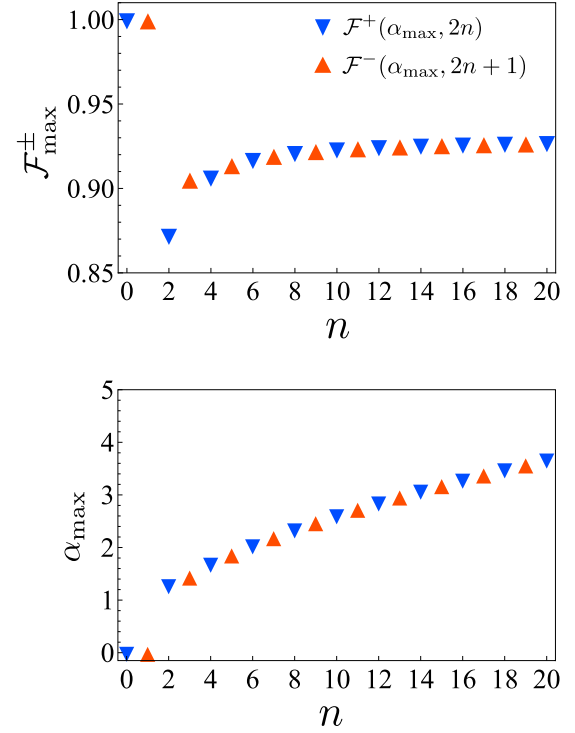 1.00
0.95
0.90
0.85
ℱ±max
ℱ⁺(αmax, 2n)
ℱ⁻(αmax, 2n + 1)
0 2 4 6 8 10 12 14 16 18 20
n
5
4
3
2
1
0
αmax
0 2 4 6 8 10 12 14 16 18 20
n